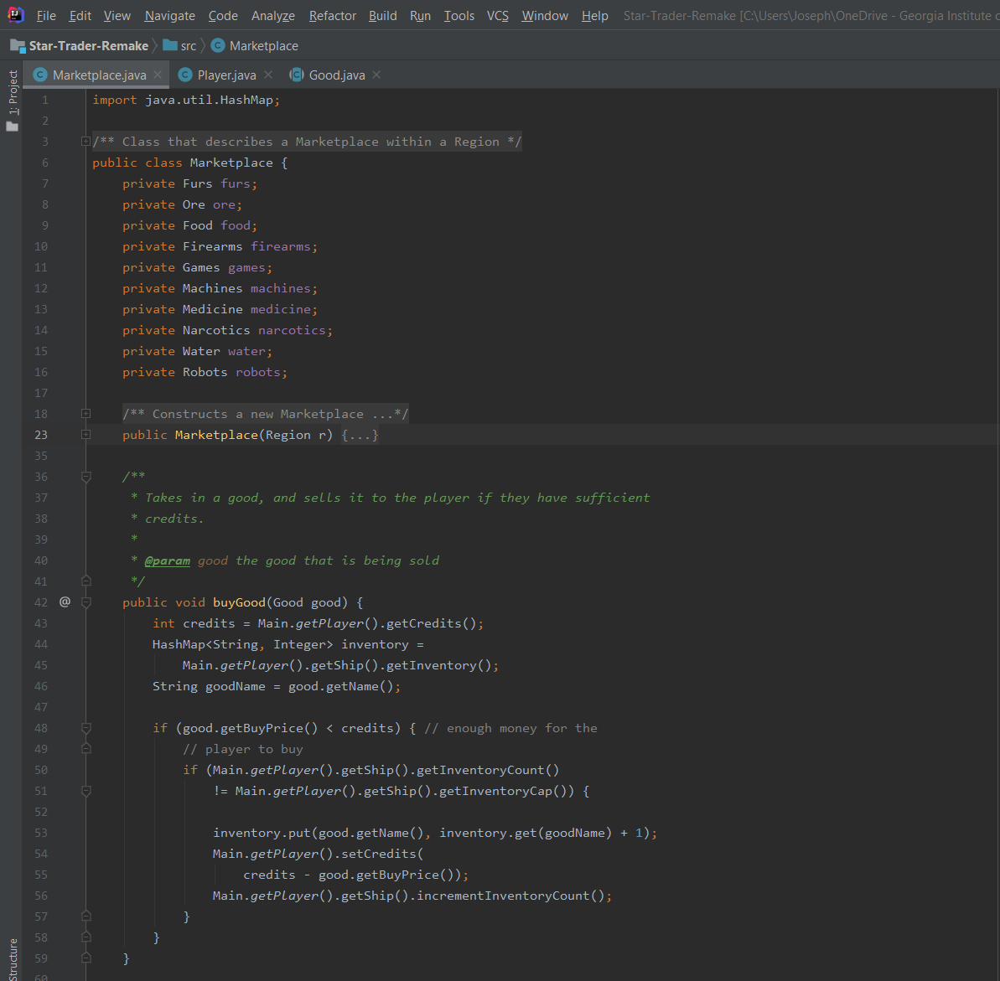 File Edit View Navigate Code Analyze Refactor Build Run Tools VCS Window Help Star-Trader-Remake [C:\Users\Joseph\OneDrive - Georgia Institute
Star-Trader-Remake src Marketplace
Marketplace.java Player.java Good.java
1: Project
1 import java.util.HashMap;
2
3 /** Class that describes a Marketplace within a Region */
6 public class Marketplace {
7 private Furs furs;
8 private Ore ore;
9 private Food food;
10 private Firearms firearms;
11 private Games games;
12 private Machines machines;
13 private Medicine medicine;
14 private Narcotics narcotics;
15 private Water water;
16 private Robots robots;
17
18 /** Constructs a new Marketplace ...*/
23 public Marketplace(Region r) {...}
35
36 /**
37 * Takes in a good, and sells it to the player if they have sufficient
38 * credits.
39 *
40 * @param good the good that is being sold
41 */
42 @ public void buyGood(Good good) {
43 int credits = Main.getPlayer().getCredits();
44 HashMap<String, Integer> inventory =
45 Main.getPlayer().getShip().getInventory();
46 String goodName = good.getName();
47
48 if (good.getBuyPrice() < credits) { // enough money for the
49 // player to buy
50 if (Main.getPlayer().getShip().getInventoryCount()
51 != Main.getPlayer().getShip().getInventoryCap()) {
52
53 inventory.put(good.getName(), inventory.get(goodName) + 1);
54 Main.getPlayer().setCredits(
55 credits - good.getBuyPrice());
56 Main.getPlayer().getShip().incrementInventoryCount();
57 }
58 }
59 }
60
Structure